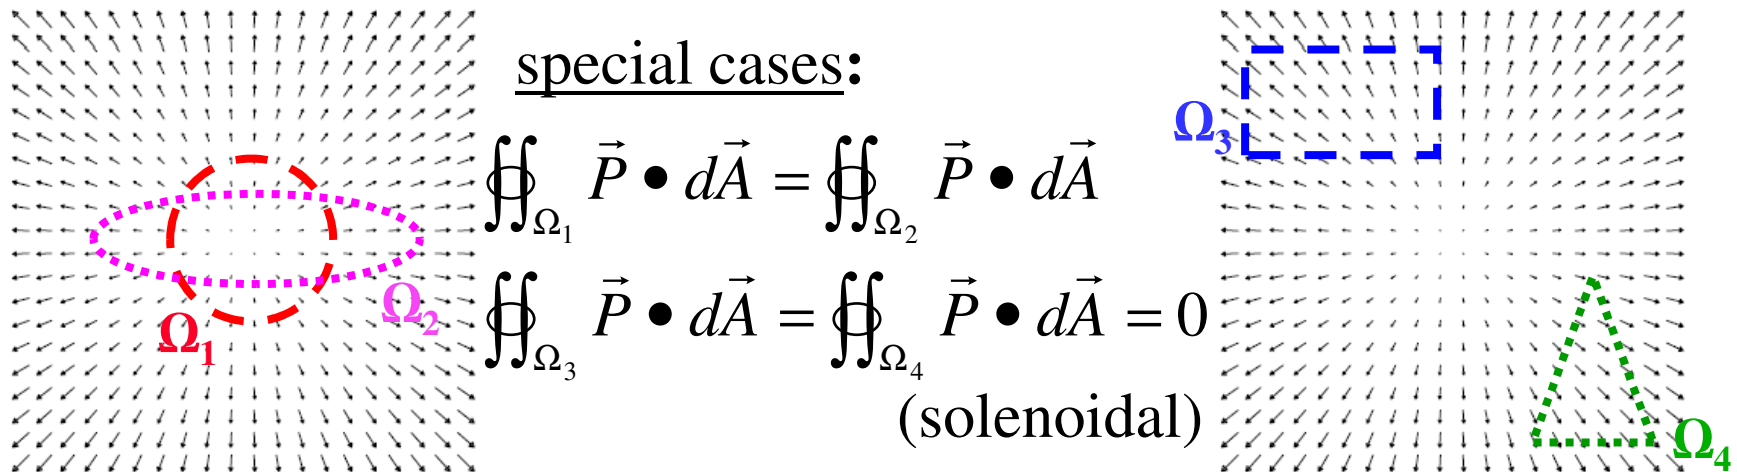 special cases:
∯Ω₁ P⃗ • dA⃗ = ∯Ω₂ P⃗ • dA⃗
∯Ω₃ P⃗ • dA⃗ = ∯Ω₄ P⃗ • dA⃗ = 0
(solenoidal)
Ω₁
Ω₂
Ω₃
Ω₄